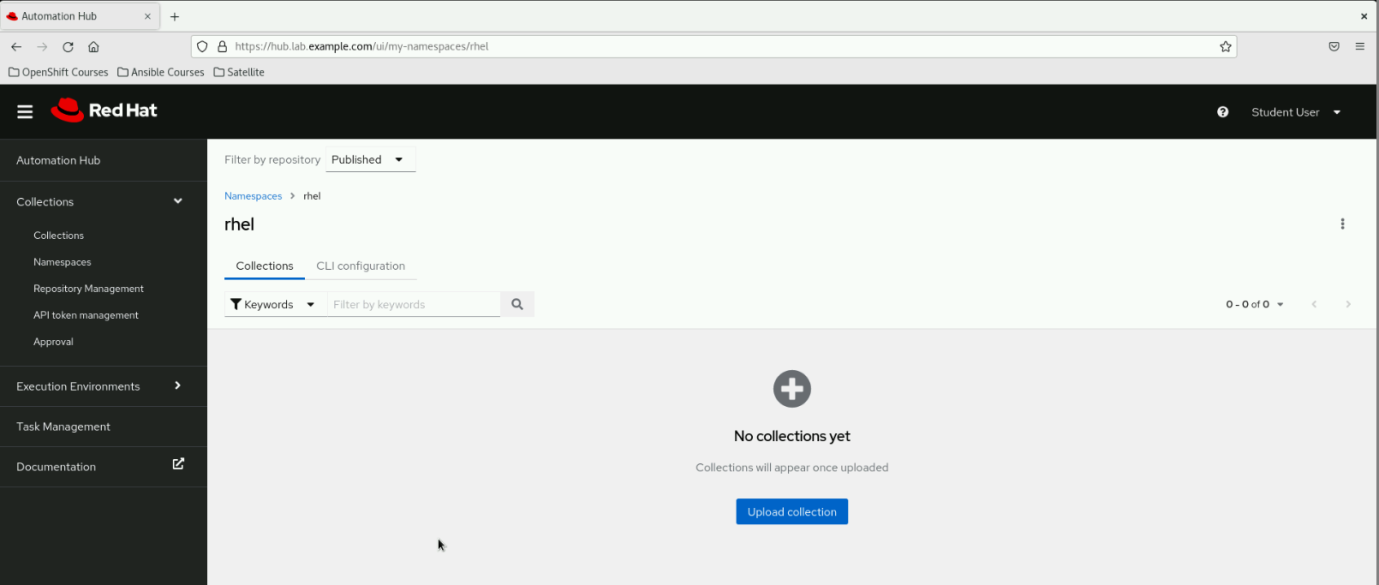 Automation Hub
https://hub.lab.example.com/ui/my-namespaces/rhel
OpenShift Courses Ansible Courses Satellite
Red Hat
Student User
Automation Hub
Collections
Collections
Namespaces
Repository Management
API token management
Approval
Execution Environments
Task Management
Documentation
Filter by repository Published
Namespaces > rhel
rhel
Collections CLI configuration
Keywords Filter by keywords
0 - 0 of 0
No collections yet
Collections will appear once uploaded
Upload collection